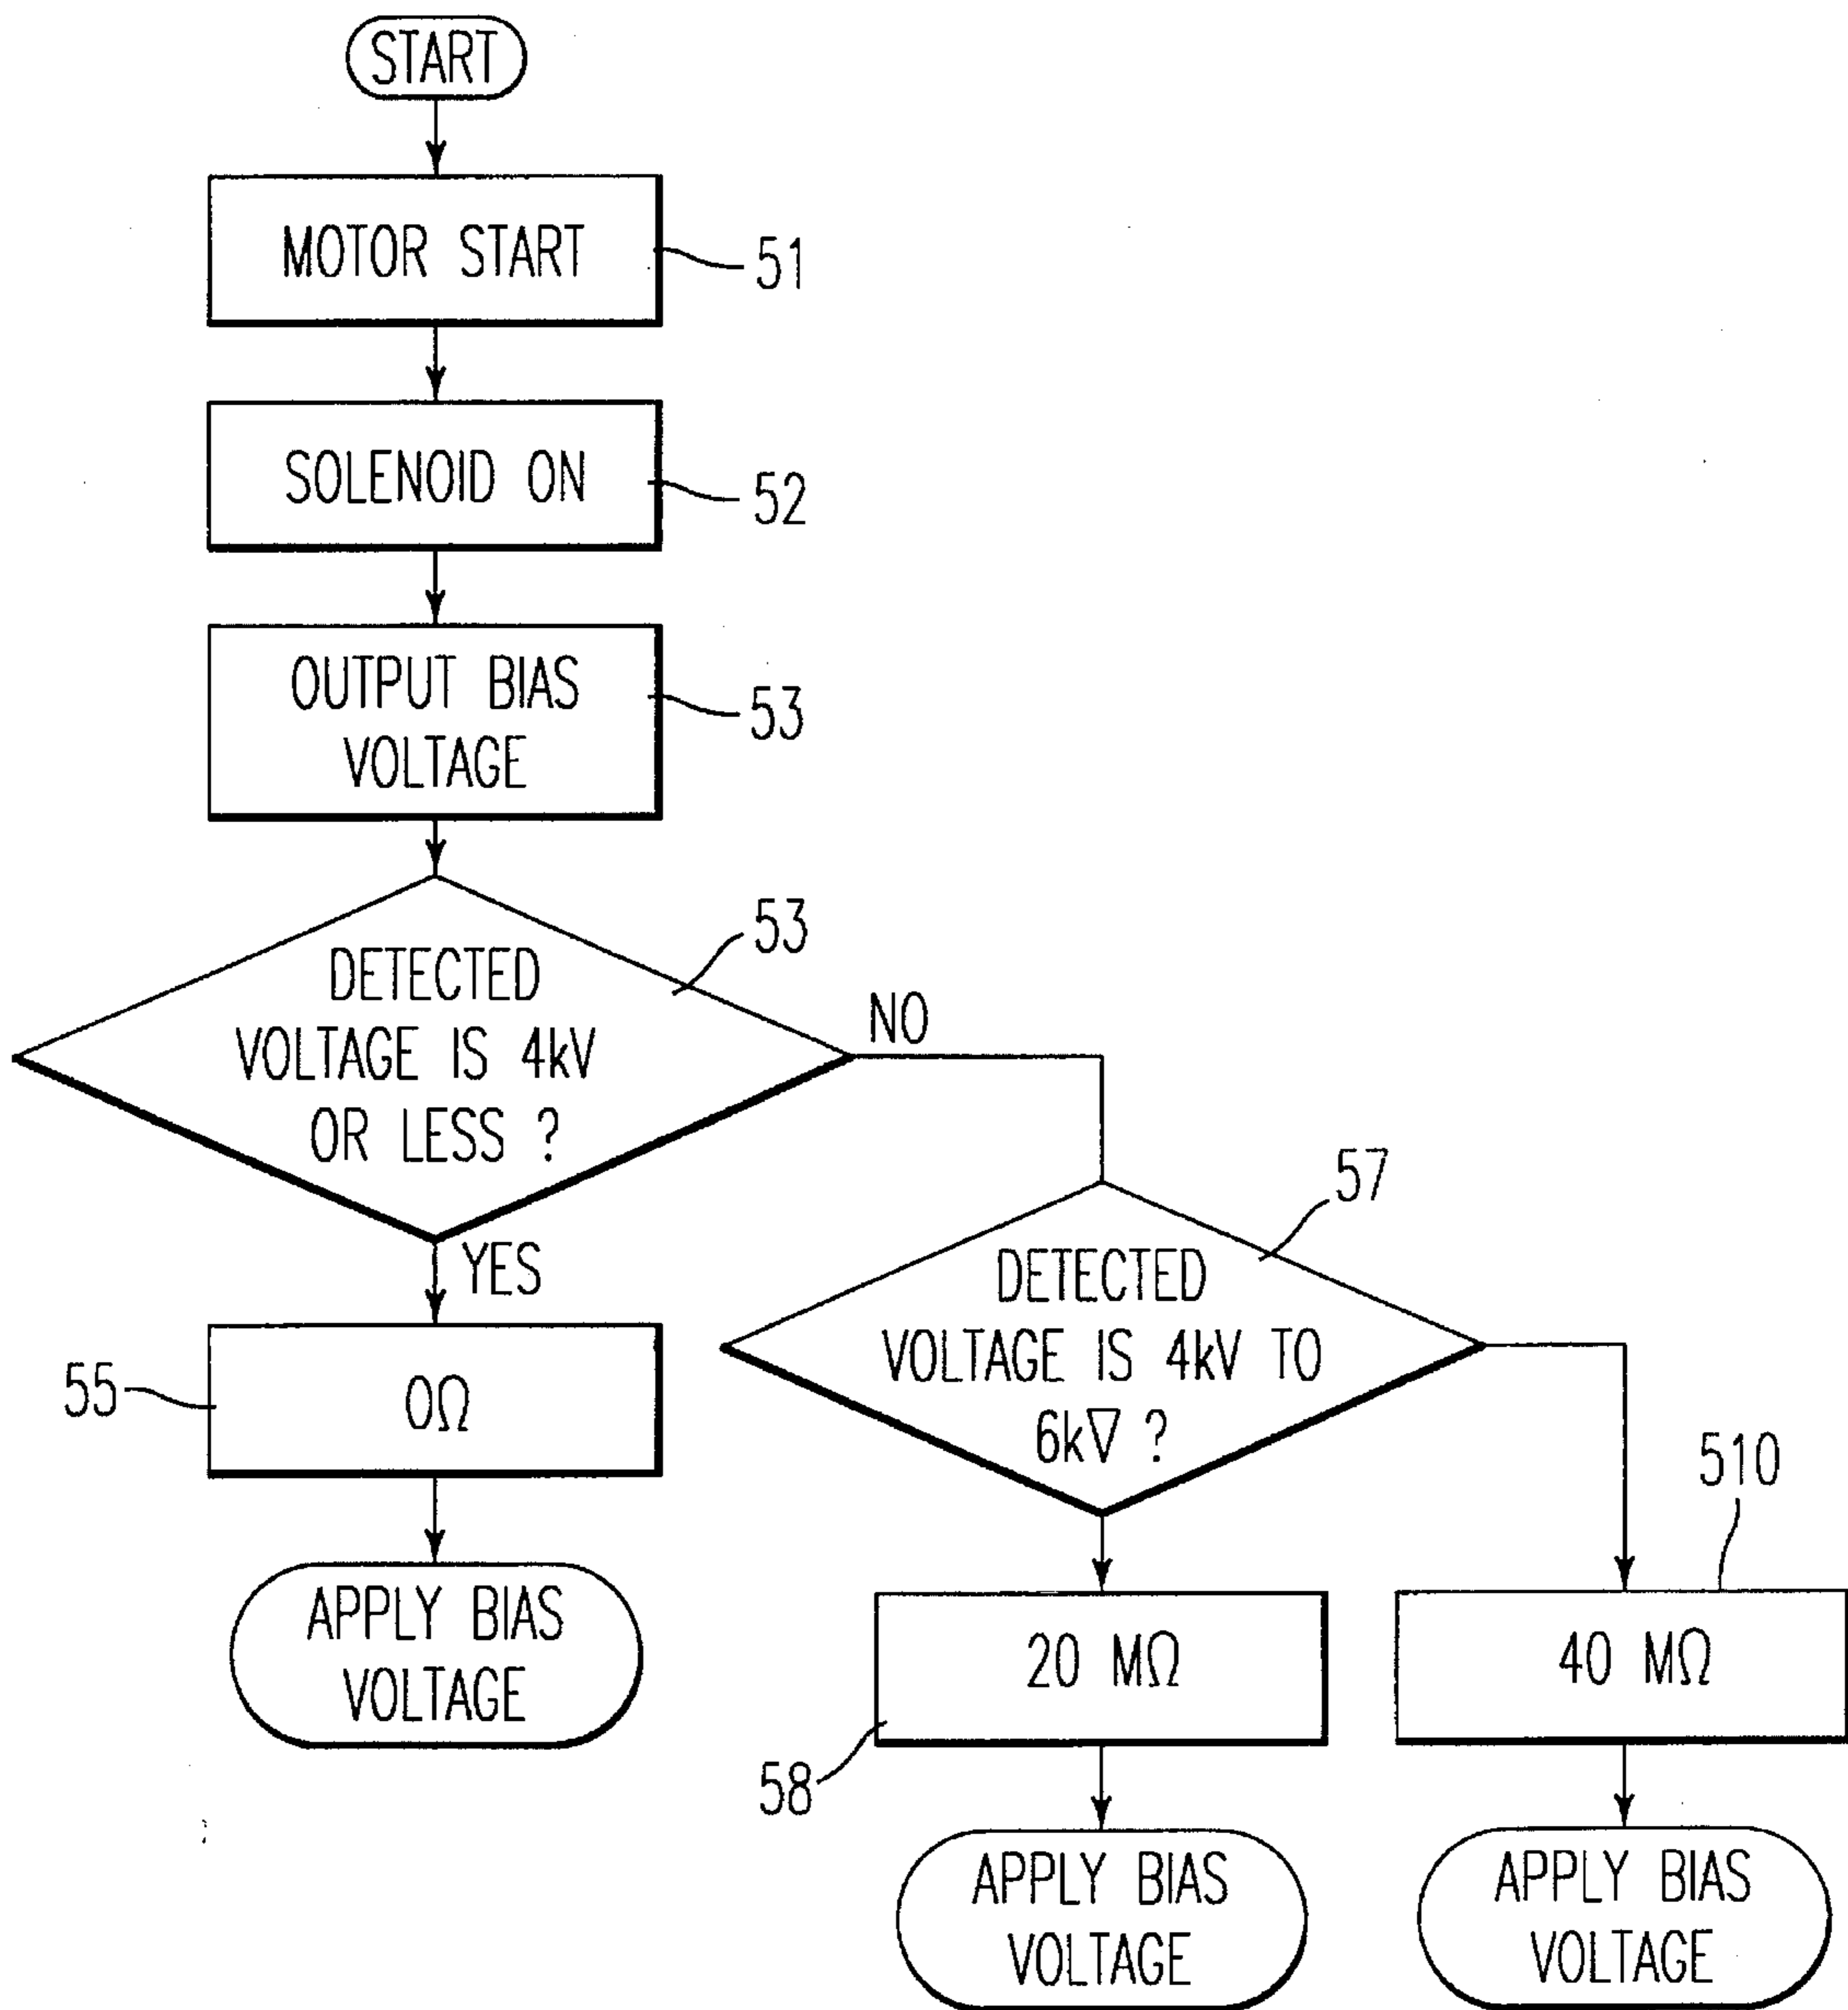 START
MOTOR START
51
SOLENOID ON
52
OUTPUT BIAS
VOLTAGE
53
DETECTED
VOLTAGE IS 4kV
OR LESS ?
53
NO
YES
0Ω
55
APPLY BIAS
VOLTAGE
DETECTED
VOLTAGE IS 4kV TO
6k∇ ?
57
20 MΩ
58
APPLY BIAS
VOLTAGE
510
40 MΩ
APPLY BIAS
VOLTAGE